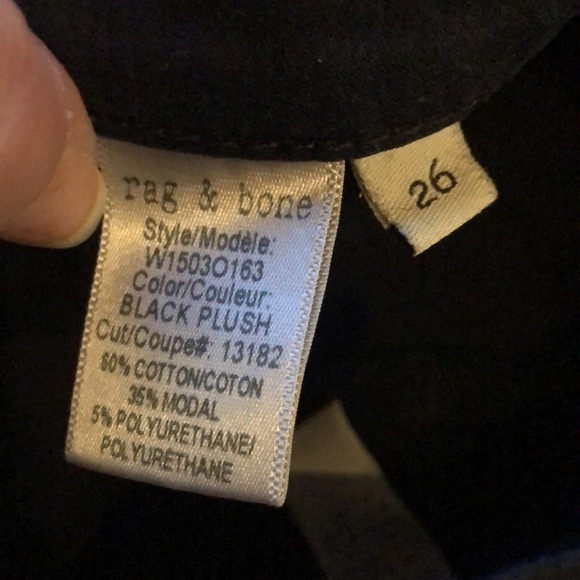 rag & bone
Style/Modèle:
W1503O163
Color/Couleur:
BLACK PLUSH
Cut/Coupe#: 13182
60% COTTON/COTON
35% MODAL
5% POLYURETHANE/
POLYURÉTHANE
26